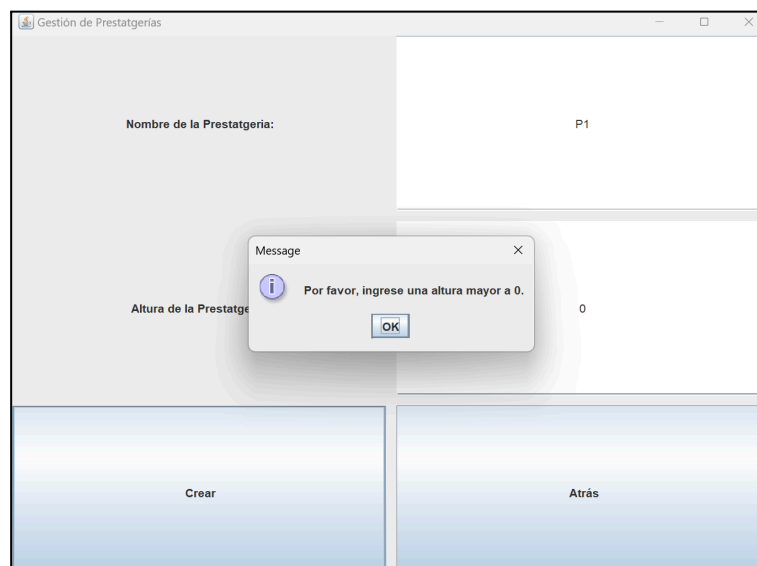 Gestión de Prestatgerías
Nombre de la Prestatgeria:
P1
Message
Por favor, ingrese una altura mayor a 0.
OK
Altura de la
0
Crear
Atrás